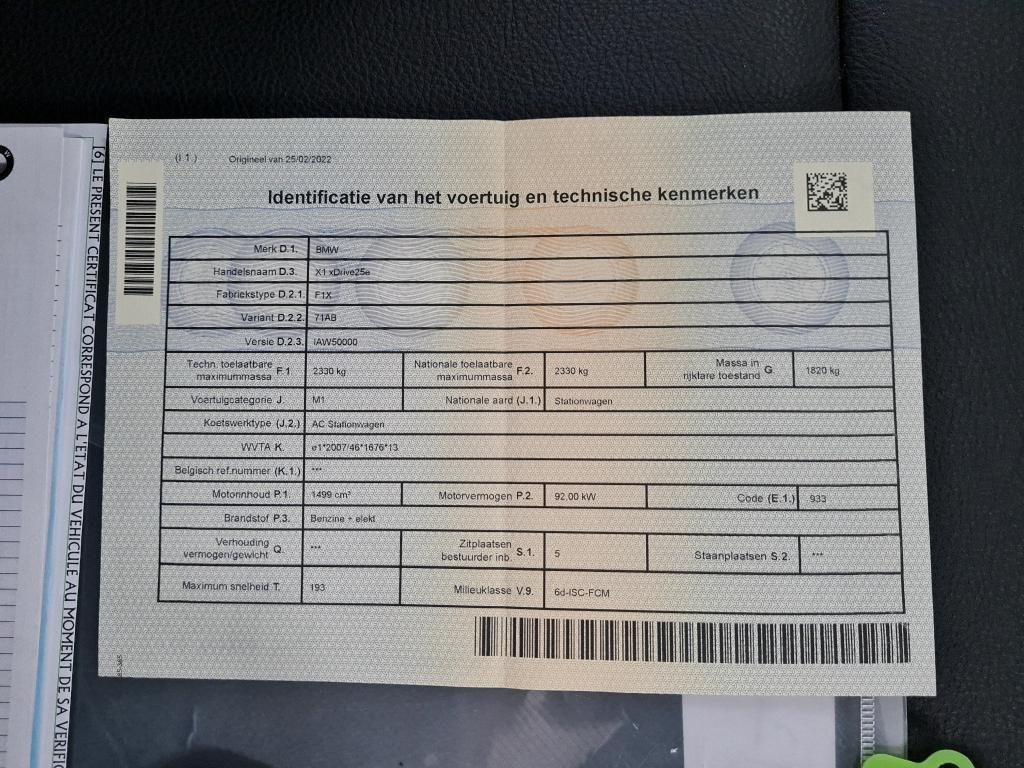 [6] LE PRESENT CERTIFICAT CORRESPOND A L'ETAT DU VEHICULE AU MOMENT DE SA VERIFIC
(I 1.) Origineel van 25/02/2022
Identificatie van het voertuig en technische kenmerken
Merk D.1. BMW
Handelsnaam D.3. X1 xDrive25e
Fabriekstype D.2.1. F1X
Variant D.2.2. 71AB
Versie D.2.3. IAW50000
Techn. toelaatbare maximummassa F.1. 2330 kg Nationale toelaatbare maximummassa F.2. 2330 kg Massa in rijklare toestand G. 1820 kg
Voertuigcategorie J. M1 Nationale aard (J.1.) Stationwagen
Koetswerktype (J.2.) AC Stationwagen
WVTA K. e1*2007/46*1676*13
Belgisch ref.nummer (K.1.) ***
Motorinhoud P.1. 1499 cm³ Motorvermogen P.2. 92.00 kW Code (E.1.) 933
Brandstof P.3. Benzine + elekt
Verhouding vermogen/gewicht Q. *** Zitplaatsen bestuurder inb. S.1. 5 Staanplaatsen S.2. ***
Maximum snelheid T. 193 Milieuklasse V.9. 6d-ISC-FCM